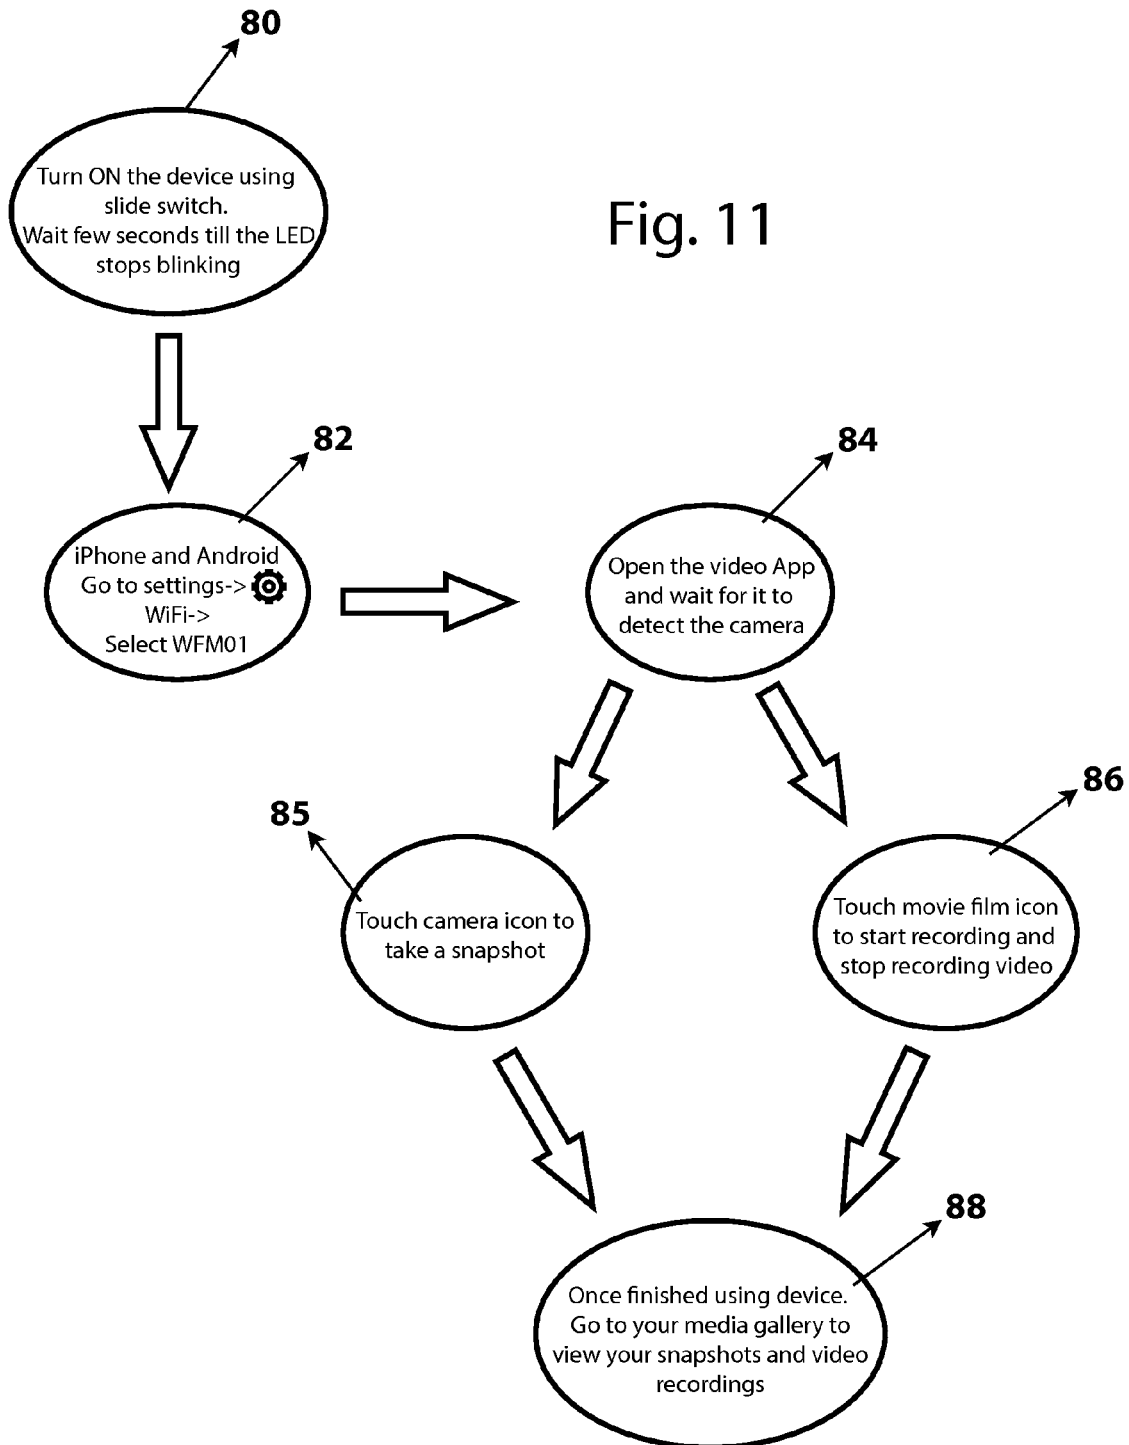 80
Turn ON the device using
slide switch.
Wait few seconds till the LED
stops blinking
Fig. 11
82
iPhone and Android
Go to settings->
WiFi->
Select WFM01
84
Open the video App
and wait for it to
detect the camera
85
Touch camera icon to
take a snapshot
86
Touch movie film icon
to start recording and
stop recording video
88
Once finished using device.
Go to your media gallery to
view your snapshots and video
recordings